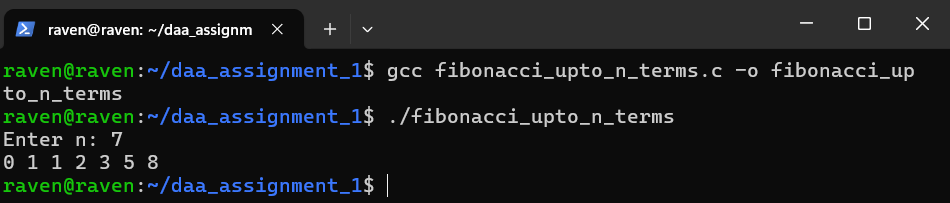 raven@raven: ~/daa_assignm
raven@raven:~/daa_assignment_1$ gcc fibonacci_upto_n_terms.c -o fibonacci_up
to_n_terms
raven@raven:~/daa_assignment_1$ ./fibonacci_upto_n_terms
Enter n: 7
0 1 1 2 3 5 8
raven@raven:~/daa_assignment_1$